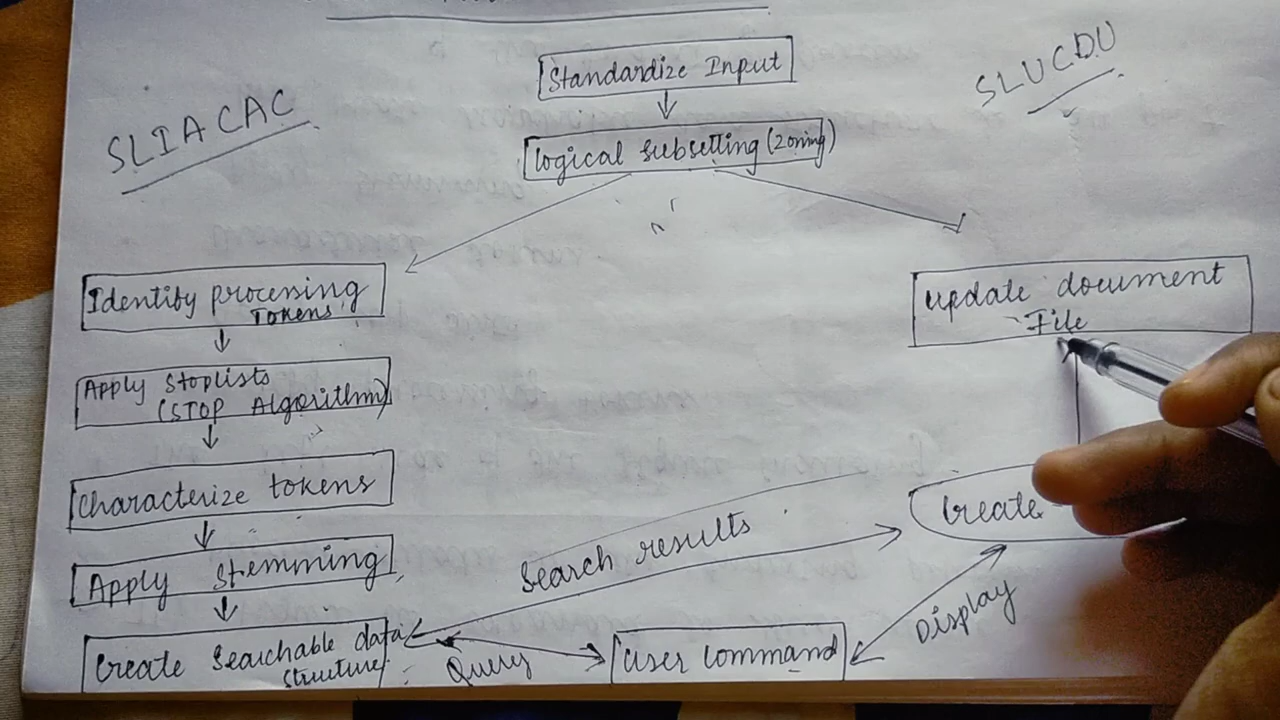 Standardize Input
SLUCDU
SLIACAC
Logical Subsetting (Zoning)
Identify processing
Tokens
update document
File
Apply Stoplists
(STOP Algorithm)
Characterize tokens
Create
Search results
Apply Stemming
Display
Create Searchable data
Structure
Query
User Command